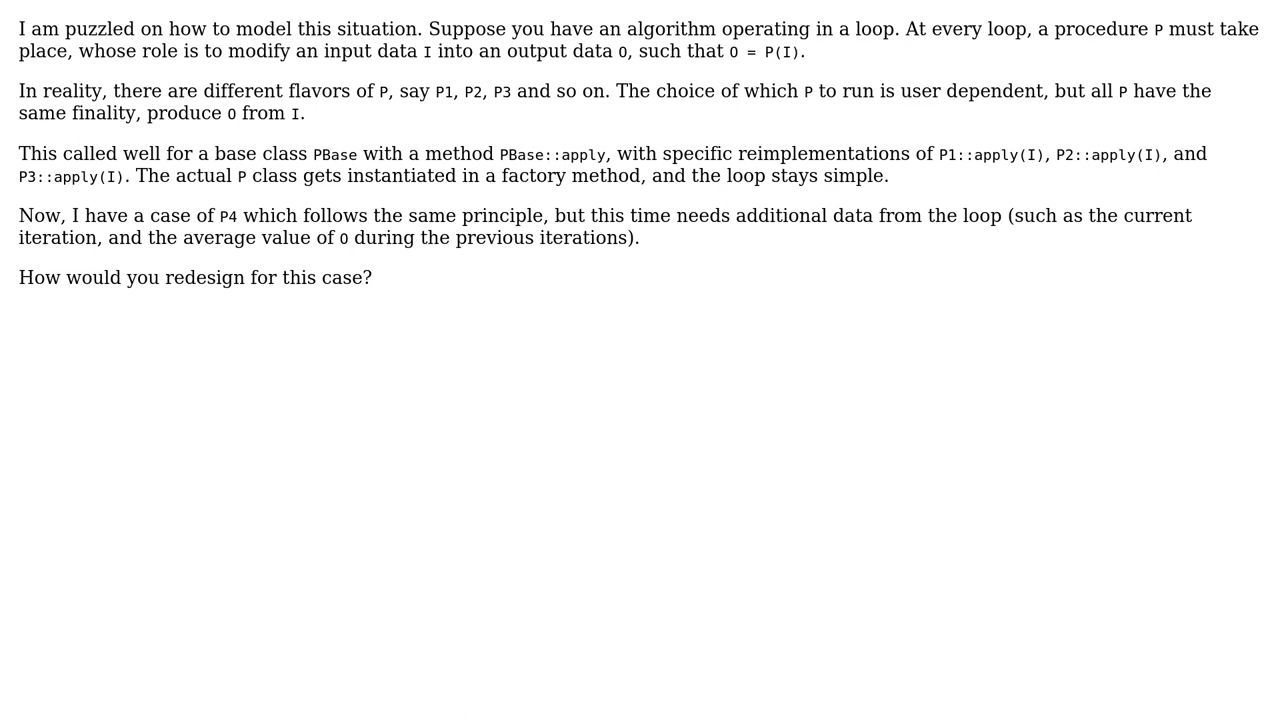 I am puzzled on how to model this situation. Suppose you have an algorithm operating in a loop. At every loop, a procedure P must take
place, whose role is to modify an input data I into an output data O, such that O = P(I).
In reality, there are different flavors of P, say P1, P2, P3 and so on. The choice of which P to run is user dependent, but all P have the
same finality, produce O from I.
This called well for a base class PBase with a method PBase::apply, with specific reimplementations of P1::apply(I), P2::apply(I), and
P3::apply(I). The actual P class gets instantiated in a factory method, and the loop stays simple.
Now, I have a case of P4 which follows the same principle, but this time needs additional data from the loop (such as the current
iteration, and the average value of O during the previous iterations).
How would you redesign for this case?